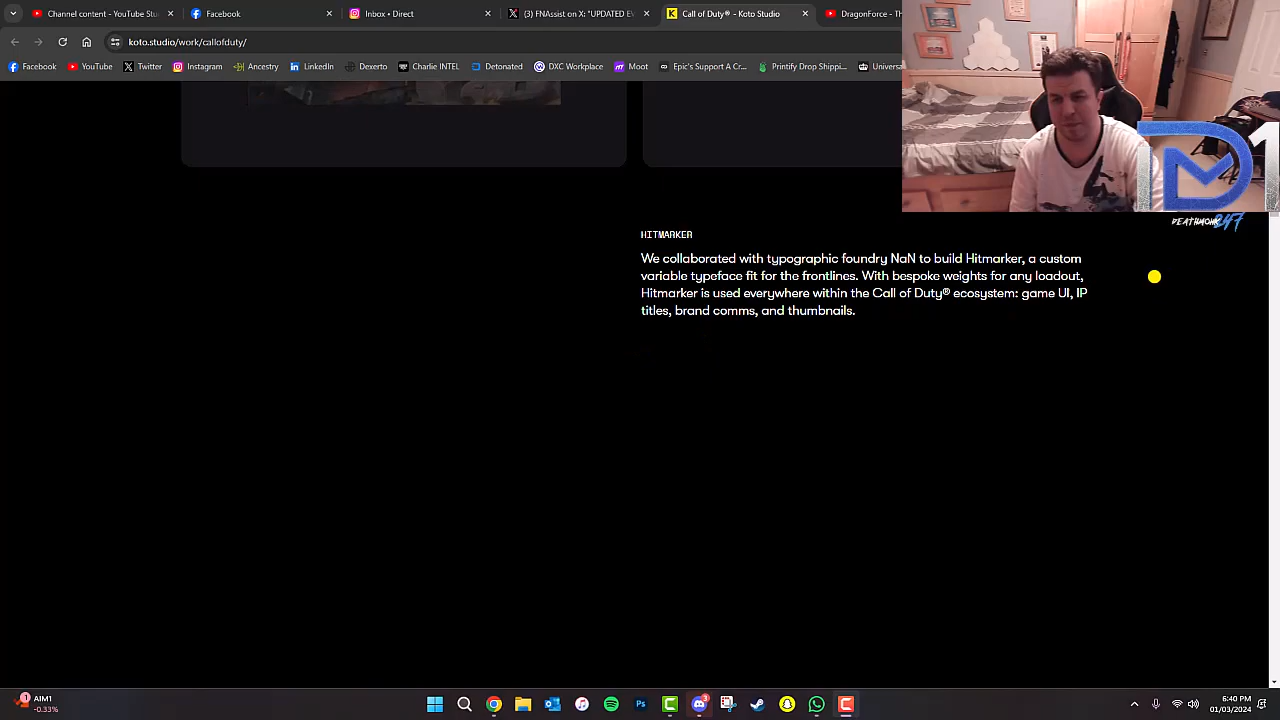 Channel content - YouTube Stu
Facebook
Inbox • Direct
(3) FNAssist on X: "UPDATED E
Call of Duty® - Koto Studio
DragonForce - Th
koto.studio/work/callofduty/
Facebook
YouTube
Twitter
Instagram
Ancestry
LinkedIn
Dexerto
Charlie INTEL
Detonated
DXC Workplace
Moot
Epic's Support A Cr...
Printify Drop Shippi...
Univers
DEATHMONK
247
HITMARKER
We collaborated with typographic foundry NaN to build Hitmarker, a custom
variable typeface fit for the frontlines. With bespoke weights for any loadout,
Hitmarker is used everywhere within the Call of Duty® ecosystem: game UI, IP
titles, brand comms, and thumbnails.
AIM1
-0.33%
6:40 PM
01/03/2024